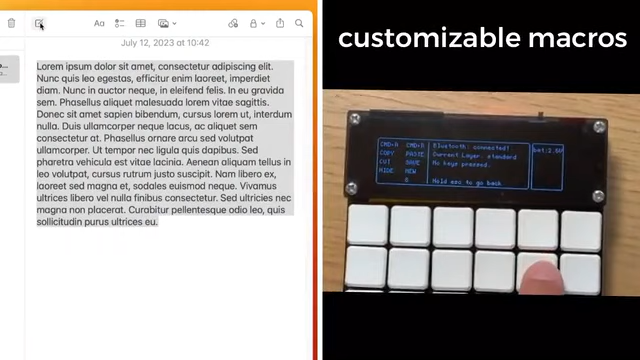 Aa
July 12, 2023 at 10:42
Lorem ipsum dolor sit amet, consectetur adipiscing elit.
Nunc quis leo egestas, efficitur enim laoreet, imperdiet
diam. Nunc in auctor neque, in eleifend felis. In eu gravida
sem. Phasellus aliquet malesuada lorem vitae sagittis.
Donec sit amet sapien bibendum, cursus lorem ut, interdum
nulla. Duis ullamcorper neque lacus, ac aliquet sem
consectetur at. Phasellus ornare arcu sed volutpat
ullamcorper. Ut tempor nec ligula quis dapibus. Sed
pharetra vehicula est vitae lacinia. Aenean aliquam tellus in
leo volutpat, cursus rutrum justo suscipit. Nam libero ex,
laoreet sed magna et, sodales euismod neque. Vivamus
ultrices libero vel nulla finibus consectetur. Sed ultricies nec
magna non placerat. Curabitur pellentesque odio leo, quis
sollicitudin purus ultrices eu.
customizable macros
CMD-A CMD+B
COPY PASTE
CUT SAVE
HIDE NEW
Bluetooth: connected!
Current Layer: standard
No keys pressed.
Hold esc to go back
bat:2.6V